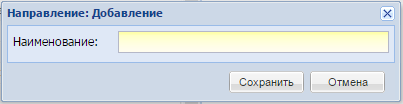 Направление: Добавление
Наименование:
Сохранить Отмена